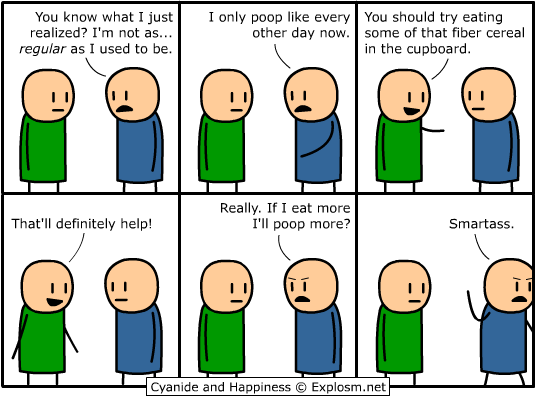 You know what I just
realized? I'm not as...
regular as I used to be.
I only poop like every
other day now.
You should try eating
some of that fiber cereal
in the cupboard.
That'll definitely help!
Really. If I eat more
I'll poop more?
Smartass.
Cyanide and Happiness © Explosm.net